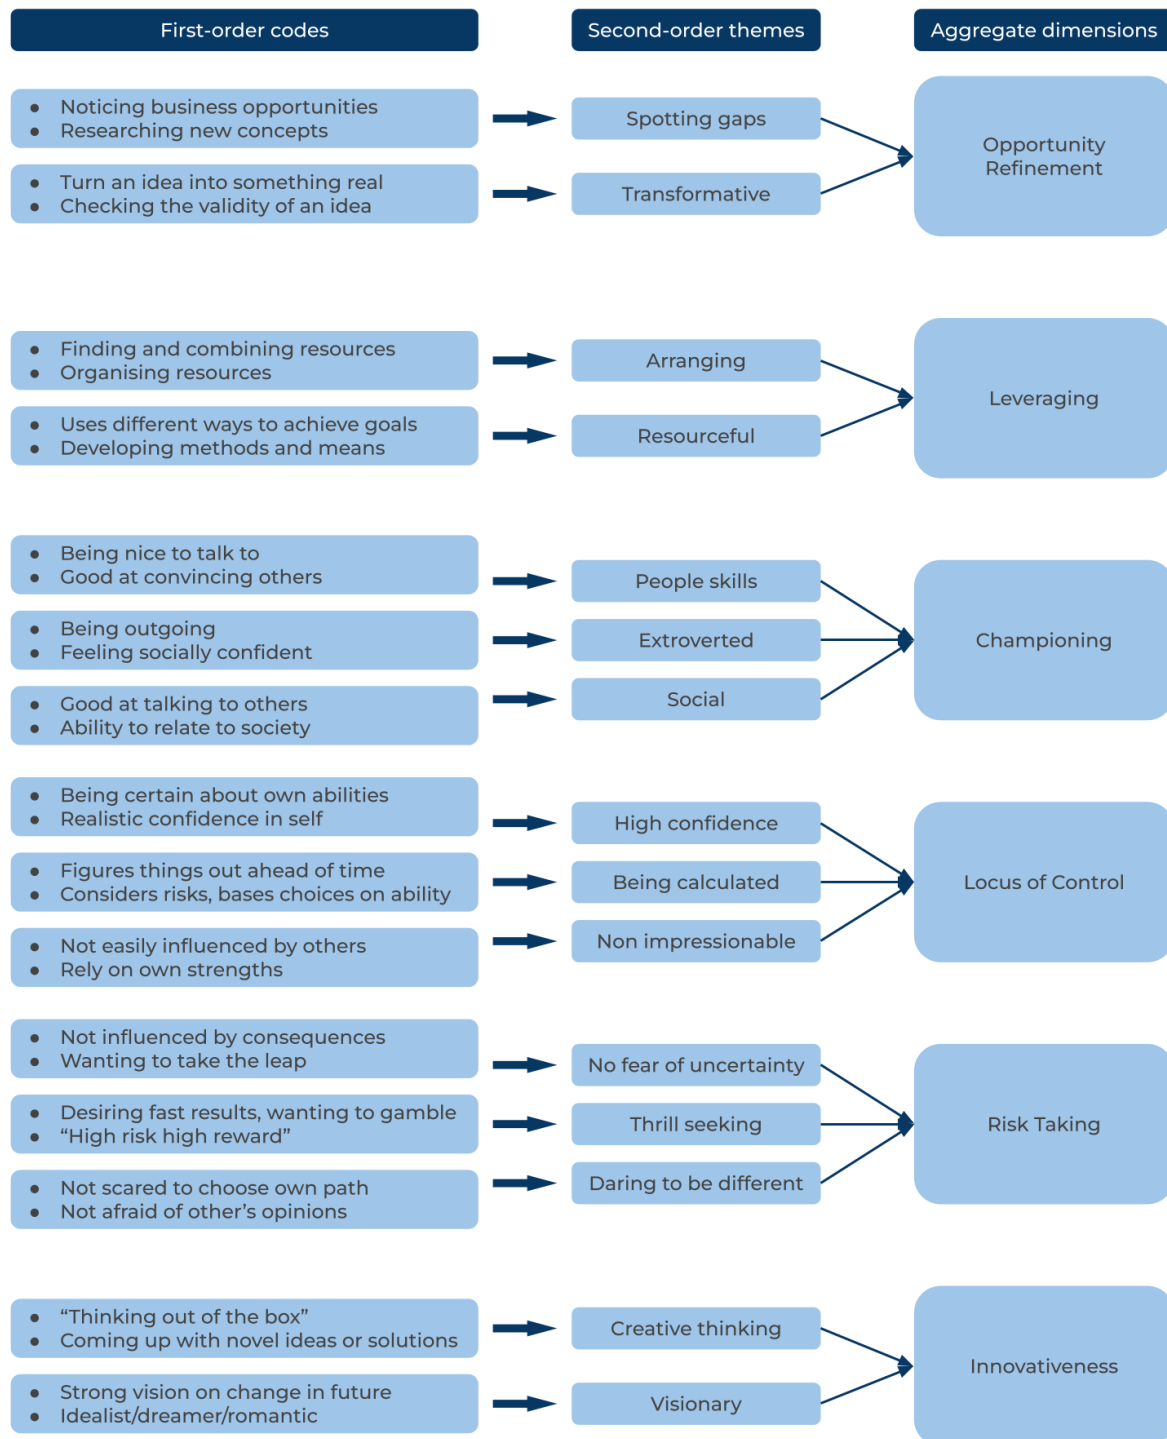 First-order codes
Second-order themes
Aggregate dimensions
● Noticing business opportunities
● Researching new concepts
Spotting gaps
● Turn an idea into something real
● Checking the validity of an idea
Transformative
Opportunity
Refinement
● Finding and combining resources
● Organising resources
Arranging
● Uses different ways to achieve goals
● Developing methods and means
Resourceful
Leveraging
● Being nice to talk to
● Good at convincing others
People skills
● Being outgoing
● Feeling socially confident
Extroverted
● Good at talking to others
● Ability to relate to society
Social
Championing
● Being certain about own abilities
● Realistic confidence in self
High confidence
● Figures things out ahead of time
● Considers risks, bases choices on ability
Being calculated
● Not easily influenced by others
● Rely on own strengths
Non impressionable
Locus of Control
● Not influenced by consequences
● Wanting to take the leap
No fear of uncertainty
● Desiring fast results, wanting to gamble
● “High risk high reward”
Thrill seeking
● Not scared to choose own path
● Not afraid of other’s opinions
Daring to be different
Risk Taking
● “Thinking out of the box”
● Coming up with novel ideas or solutions
Creative thinking
● Strong vision on change in future
● Idealist/dreamer/romantic
Visionary
Innovativeness